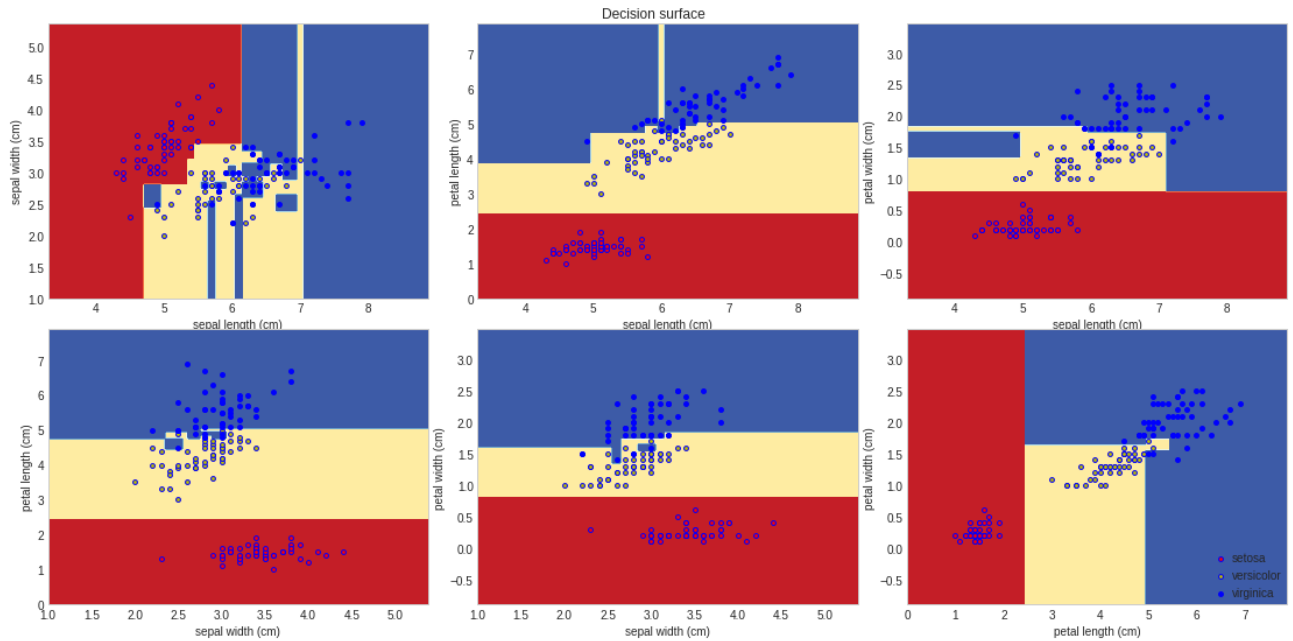 Decision surface
sepal width (cm)
5.0
4.5
4.0
3.5
3.0
2.5
2.0
1.5
1.0
4 5 6 7 8
sepal length (cm)
petal length (cm)
7
6
5
4
3
2
1
0
4 5 6 7 8
sepal length (cm)
petal width (cm)
3.0
2.5
2.0
1.5
1.0
0.5
0.0
−0.5
4 5 6 7 8
sepal length (cm)
petal length (cm)
7
6
5
4
3
2
1
0
1.0 1.5 2.0 2.5 3.0 3.5 4.0 4.5 5.0
sepal width (cm)
petal width (cm)
3.0
2.5
2.0
1.5
1.0
0.5
0.0
−0.5
1.0 1.5 2.0 2.5 3.0 3.5 4.0 4.5 5.0
sepal width (cm)
petal width (cm)
3.0
2.5
2.0
1.5
1.0
0.5
0.0
−0.5
0 1 2 3 4 5 6 7
petal length (cm)
setosa
versicolor
virginica